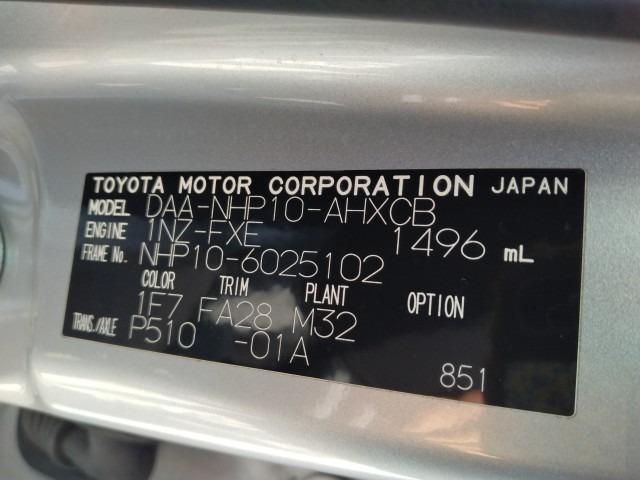 TOYOTA MOTOR CORPORATION JAPAN
MODEL DAA-NHP10-AHXCB
ENGINE 1NZ-FXE 1496 mL
FRAME No. NHP10-6025102
COLOR TRIM PLANT OPTION
1F7 FA28 M32
TRANS./AXLE P510 -01A
851